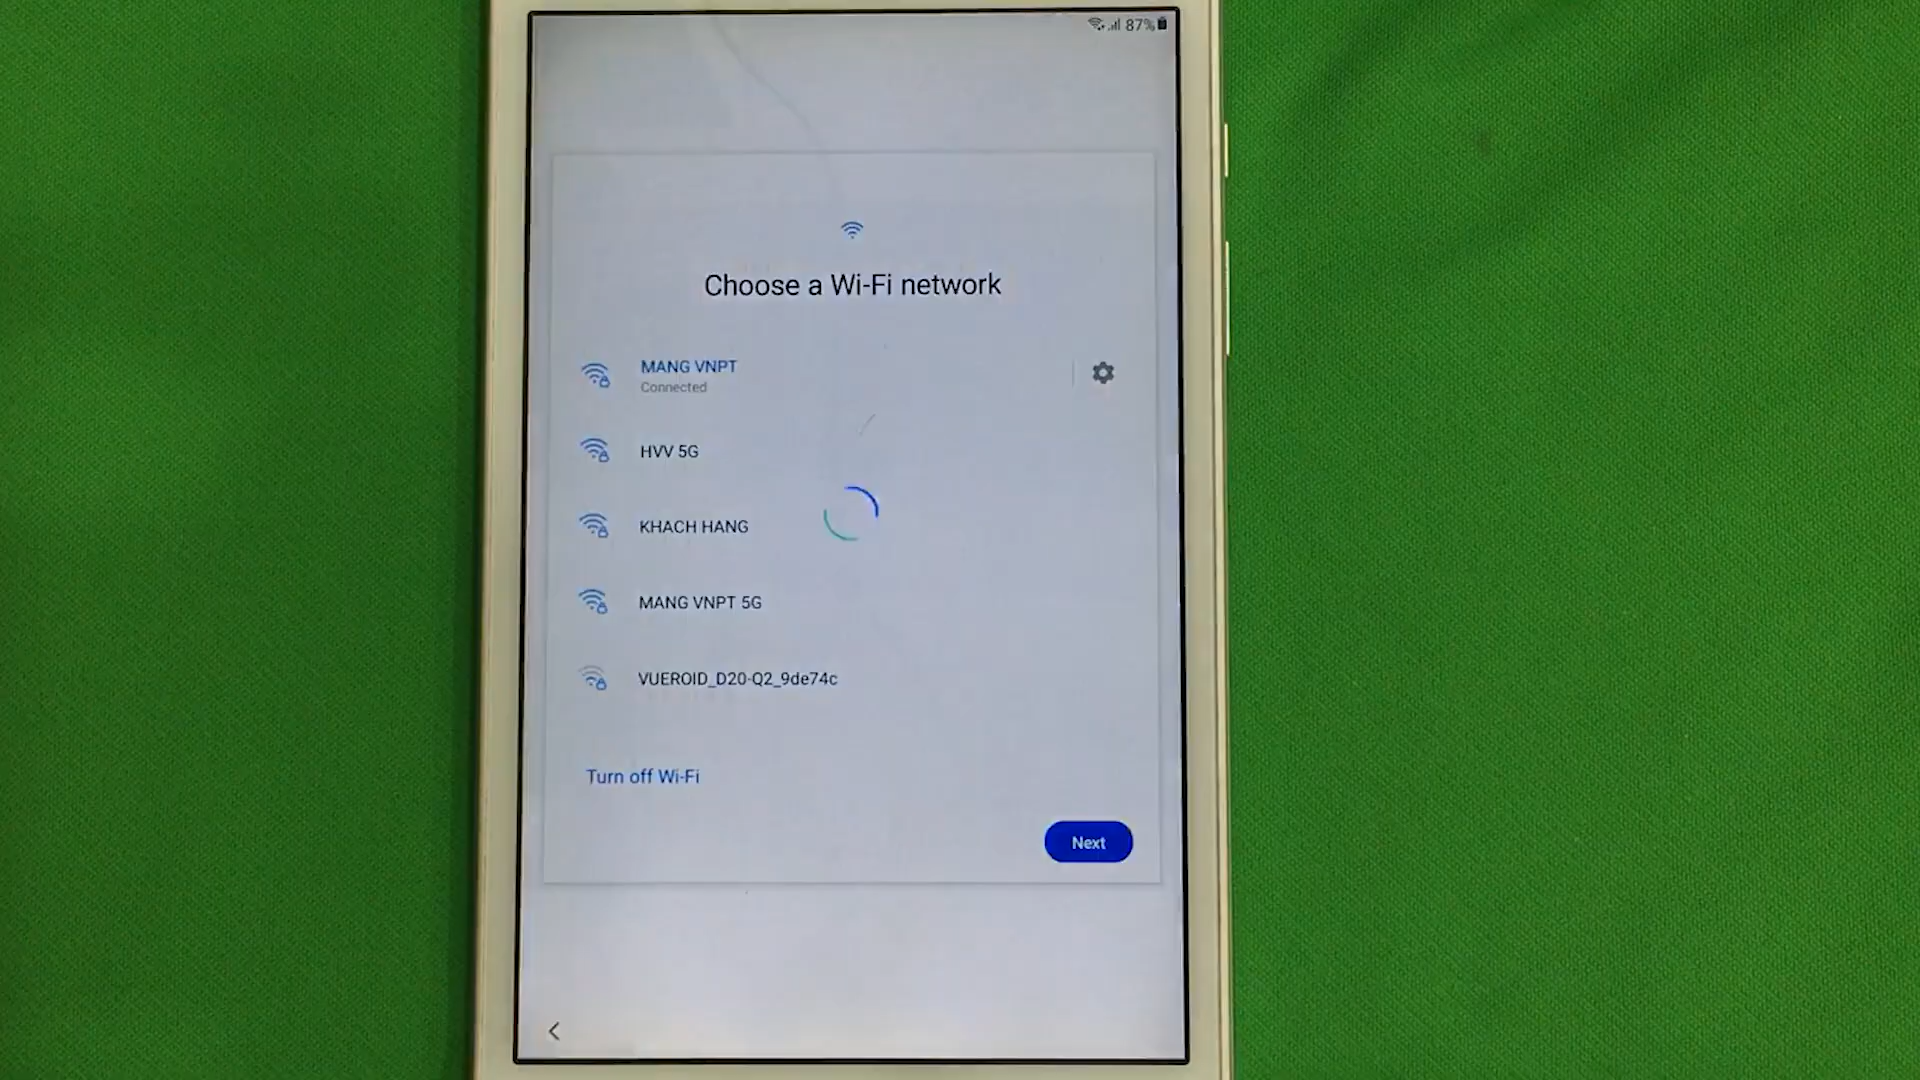 87%
Choose a Wi-Fi network
MANG VNPT
Connected
HVV 5G
KHACH HANG
MANG VNPT 5G
VUEROID_D20-Q2_9de74c
Turn off Wi-Fi
Next